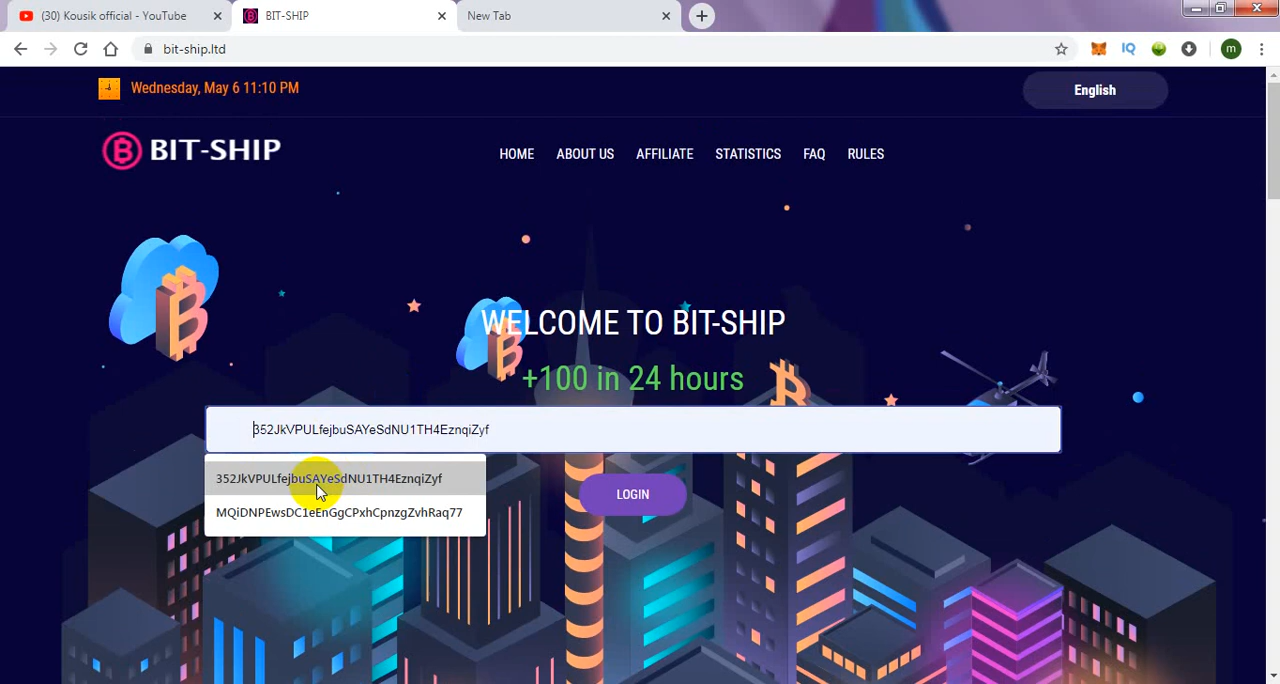 (30) Kousik official - YouTube
BIT-SHIP
New Tab
bit-ship.ltd
IQ
m
Wednesday, May 6 11:10 PM
English
BIT-SHIP
HOME
ABOUT US
AFFILIATE
STATISTICS
FAQ
RULES
WELCOME TO BIT-SHIP
+100 in 24 hours
352JkVPULfejbuSAYeSdNU1TH4EznqiZyf
352JkVPULfejbuSAYeSdNU1TH4EznqiZyf
MQiDNPEwsDC1eEnGgCPxhCpnzgZvhRaq77
LOGIN